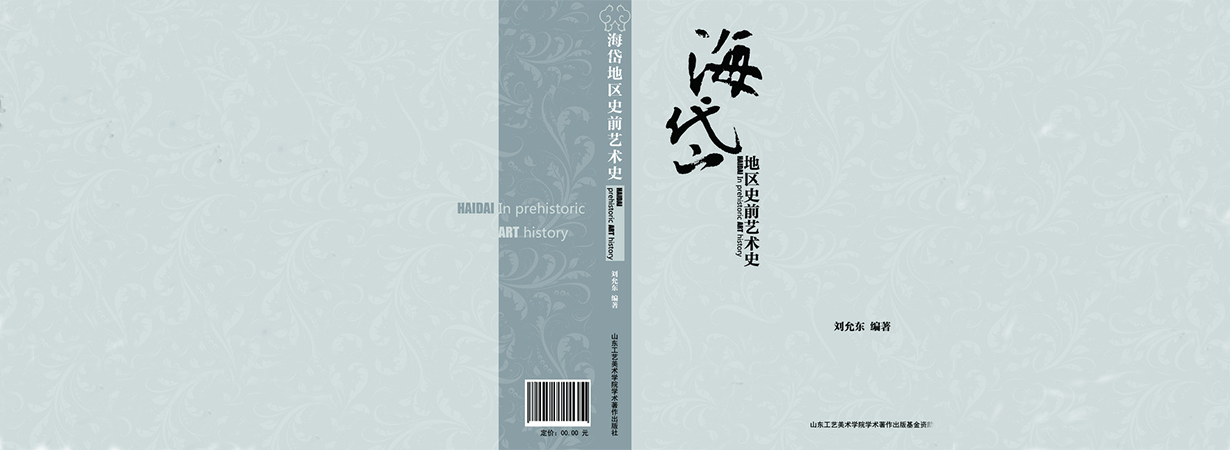 HAIDAI In prehistoric
ART history
定价：00.00 元
海岱地区史前艺术史
HAIDAI
prehistoric ART history
刘允东 编著
山东工艺美术学院学术著作出版社
海岱
地区史前艺术史
HAIDAI In prehistoric ART history
刘允东 编著
山东工艺美术学院学术著作出版基金资